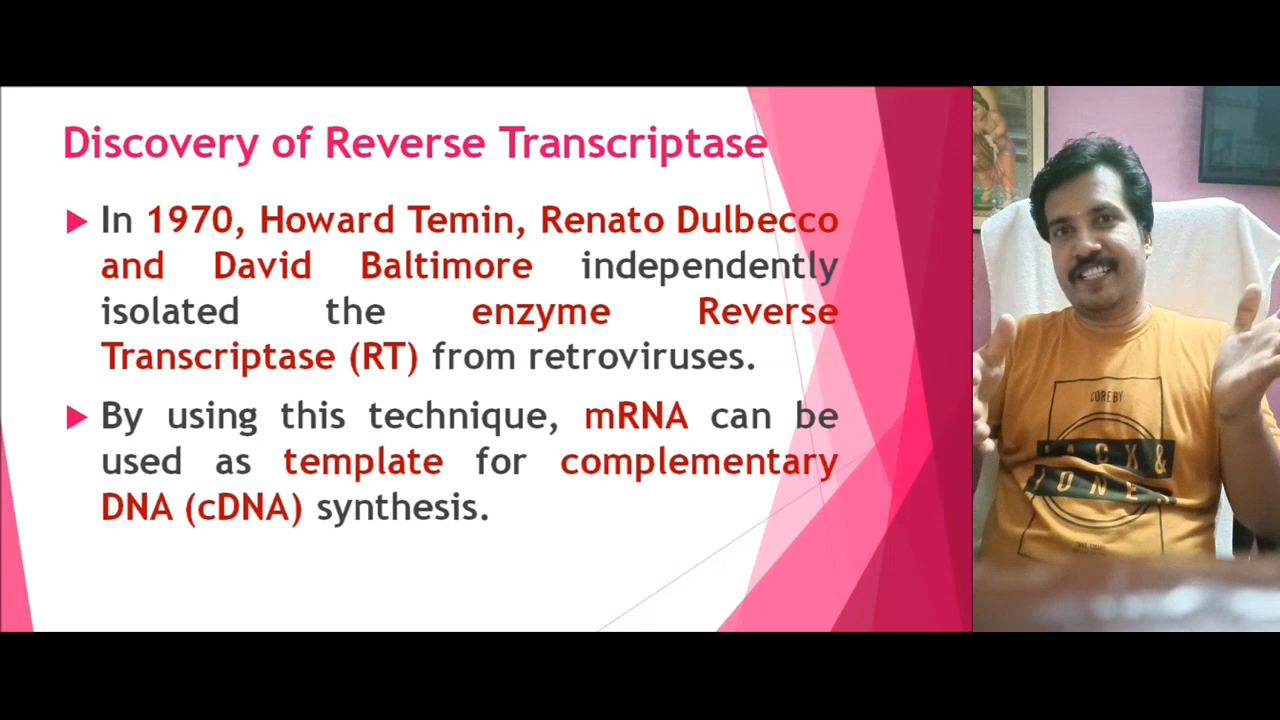 Discovery of Reverse Transcriptase
In 1970, Howard Temin, Renato Dulbecco
and David Baltimore independently
isolated the enzyme Reverse
Transcriptase (RT) from retroviruses.
By using this technique, mRNA can be
used as template for complementary
DNA (cDNA) synthesis.
ACK &